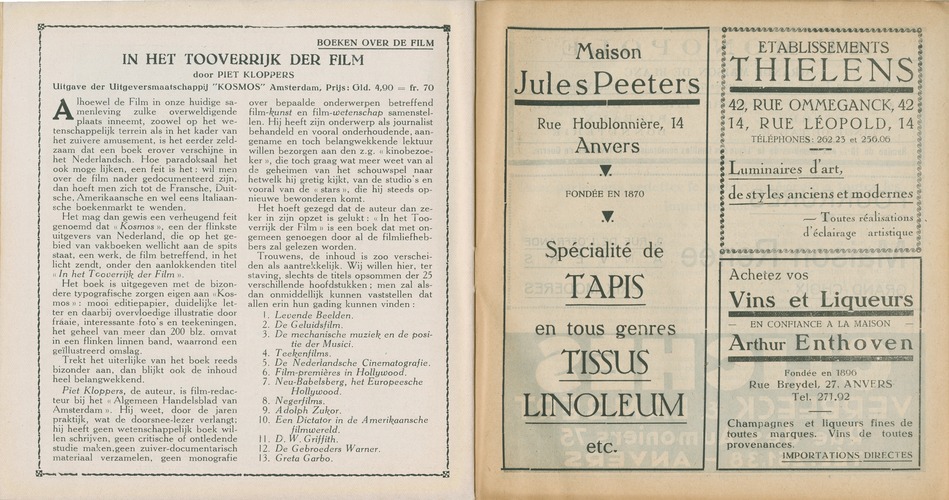 BOEKEN OVER DE FILM
IN HET TOOVERRIJK DER FILM
door PIET KLOPPERS
Uitgave der Uitgeversmaatschappij "KOSMOS" Amsterdam, Prijs: Gld. 4,90 = fr. 70
Alhoewel de Film in onze huidige sa-
menleving zulke overweldigende
plaats inneemt, zoowel op het we-
tenschappelijk terrein als in het kader van
het zuivere amusement, is het eerder zeld-
zaam dat een boek erover verschijne in
het Nederlandsch. Hoe paradoksaal het
ook moge lijken, een feit is het: wil men
over de film nader gedocumenteerd zijn,
dan hoeft men zich tot de Fransche, Duit-
sche, Amerikaansche en wel eens Italiaan-
sche boekenmarkt te wenden.
Het mag dan gewis een verheugend feit
genoemd dat « Kosmos », een der flinkste
uitgevers van Nederland, die op het ge-
bied van vakboeken wellicht aan de spits
staat, een werk, de film betreffend, in het
licht zendt, onder den aanlokkenden titel
« In het Tooverrijk der Film ».
Het boek is uitgegeven met de bizon-
dere typografische zorgen eigen aan «Kos-
mos» : mooi editiepapier, duidelijke let-
ter en daarbij overvloedige illustratie door
fraaie, interessante foto's en teekeningen,
het geheel van meer dan 200 blz. omvat
in een flinken linnen band, waarrond een
geïllustreerd omslag.
Trekt het uiterlijke van het boek reeds
bizonder aan, dan blijkt ook de inhoud
heel belangwekkend.
Piet Kloppers, de auteur, is film-redac-
teur bij het « Algemeen Handelsblad van
Amsterdam ». Hij weet, door de jaren
praktijk, wat de doorsnee-lezer verlangt;
hij heeft geen wetenschappelijk boek wil-
len schrijven, geen critische of ontledende
studie maken,geen zuiver-documentarisch
materiaal verzamelen, geen monografie
over bepaalde onderwerpen betreffend
film-kunst en film-wetenschap samenstel-
len. Hij heeft zijn onderwerp als journalist
behandeld en vooral onderhoudende, aan-
gename en toch belangwekkende lektuur
willen bezorgen aan den z.g. « kinobezoe-
ker », die toch graag wat meer weet van al
de geheimen van het schouwspel naar
hetwelk hij gretig kijkt, van de studio's en
vooral van de « stars », die hij steeds op-
nieuwe bewonderen komt.
Het hoeft gezegd dat de auteur dan ze-
ker in zijn opzet is gelukt : « In het Too-
verrijk der Film » is een boek dat met on-
gemeen genoegen door al de filmliefheb-
bers zal gelezen worden.
Trouwens, de inhoud is zoo verschei-
den als aantrekkelijk. Wij willen hier, ter
staving, slechts de titels opsommen der 25
verschillende hoofdstukken ; men zal als-
dan onmiddellijk kunnen vaststellen dat
allen erin hun gading kunnen vinden :
1. Levende Beelden.
2. De Geluidsfilm.
3. De mechanische muziek en de posi-
tie der Musici.
4. Teekenfilms.
5. De Nederlandsche Cinematografie.
6. Film-premières in Hollywood.
7. Neu-Babelsberg, het Europeesche
Hollywood.
8. Negerfilms.
9. Adolph Zukor.
10. Een Dictator in de Amerikaansche
filmwereld.
11. D. W. Griffith.
12. De Gebroeders Warner.
13. Greta Garbo.
Maison
Jules Peeters
Rue Houblonnière, 14
Anvers
FONDÉE EN 1870
Spécialité de
TAPIS
en tous genres
TISSUS
LINOLEUM
etc.
ETABLISSEMENTS
THIELENS
42, RUE OMMEGANCK, 42
14, RUE LÉOPOLD, 14
TÉLÉPHONES: 262.23 et 256.06
Luminaires d'art,
de styles anciens et modernes
— Toutes réalisations
d'éclairage artistique
Achetez vos
Vins et Liqueurs
— EN CONFIANCE A LA MAISON —
Arthur Enthoven
Fondée en 1896
Rue Breydel, 27, ANVERS
Tel. 271,92
Champagnes et liqueurs fines de
toutes marques. Vins de toutes
provenances.
IMPORTATIONS DIRECTES